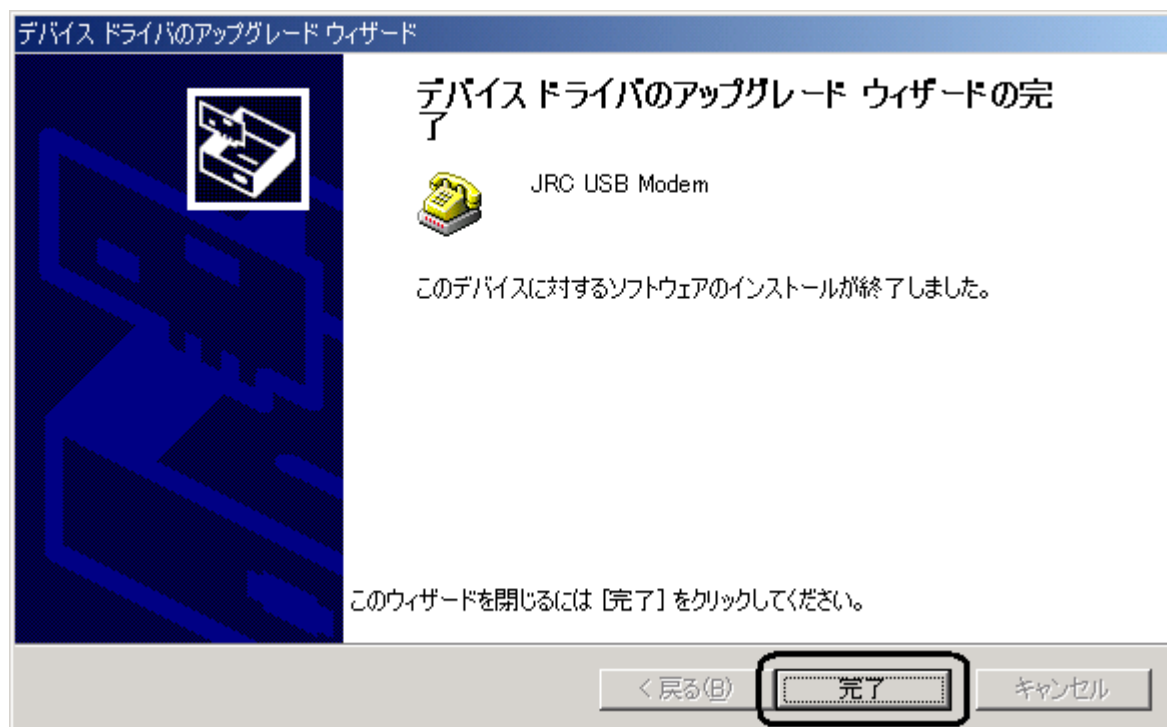 デバイス ドライバのアップグレード ウィザード
デバイス ドライバのアップグレード ウィザードの完
了
JRC USB Modem
このデバイスに対するソフトウェアのインストールが終了しました。
このウィザードを閉じるには [完了] をクリックしてください。
< 戻る(B)
完了
キャンセル